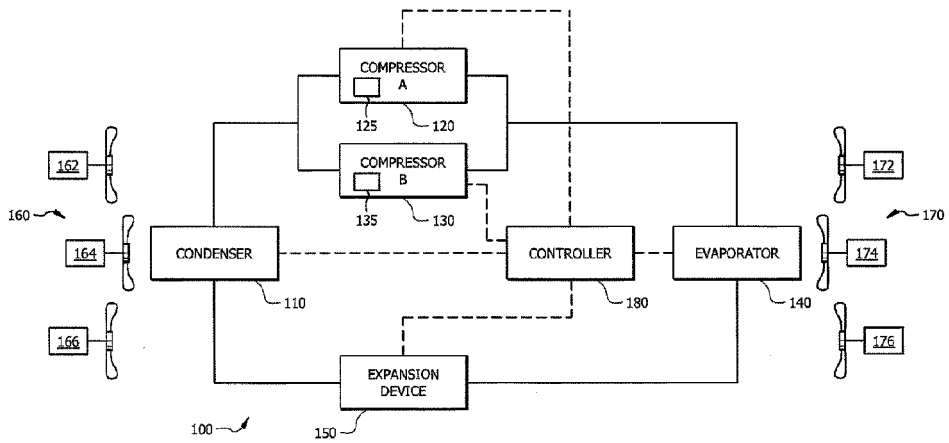 COMPRESSOR
A
125
120
COMPRESSOR
B
135
130
162
172
160
170
164
CONDENSER
CONTROLLER
EVAPORATOR
174
110
180
140
166
176
EXPANSION
DEVICE
100
150